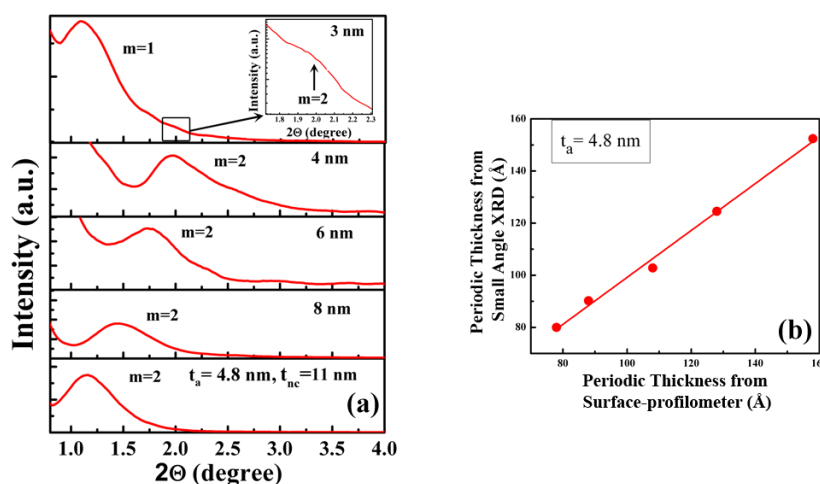 m=1
3 nm
Intensity (a.u.)
m=2
1.8 1.9 2.0 2.1 2.2 2.3
2Θ (degree)
m=2
4 nm
m=2
6 nm
m=2
8 nm
m=2
tₐ= 4.8 nm, tₙc=11 nm
(a)
Intensity (a.u.)
1.0 1.5 2.0 2.5 3.0 3.5 4.0
2Θ (degree)
tₐ= 4.8 nm
160
140
120
100
80
Periodic Thickness from
Small Angle XRD (Å)
(b)
80 100 120 140 160
Periodic Thickness from
Surface-profilometer (Å)